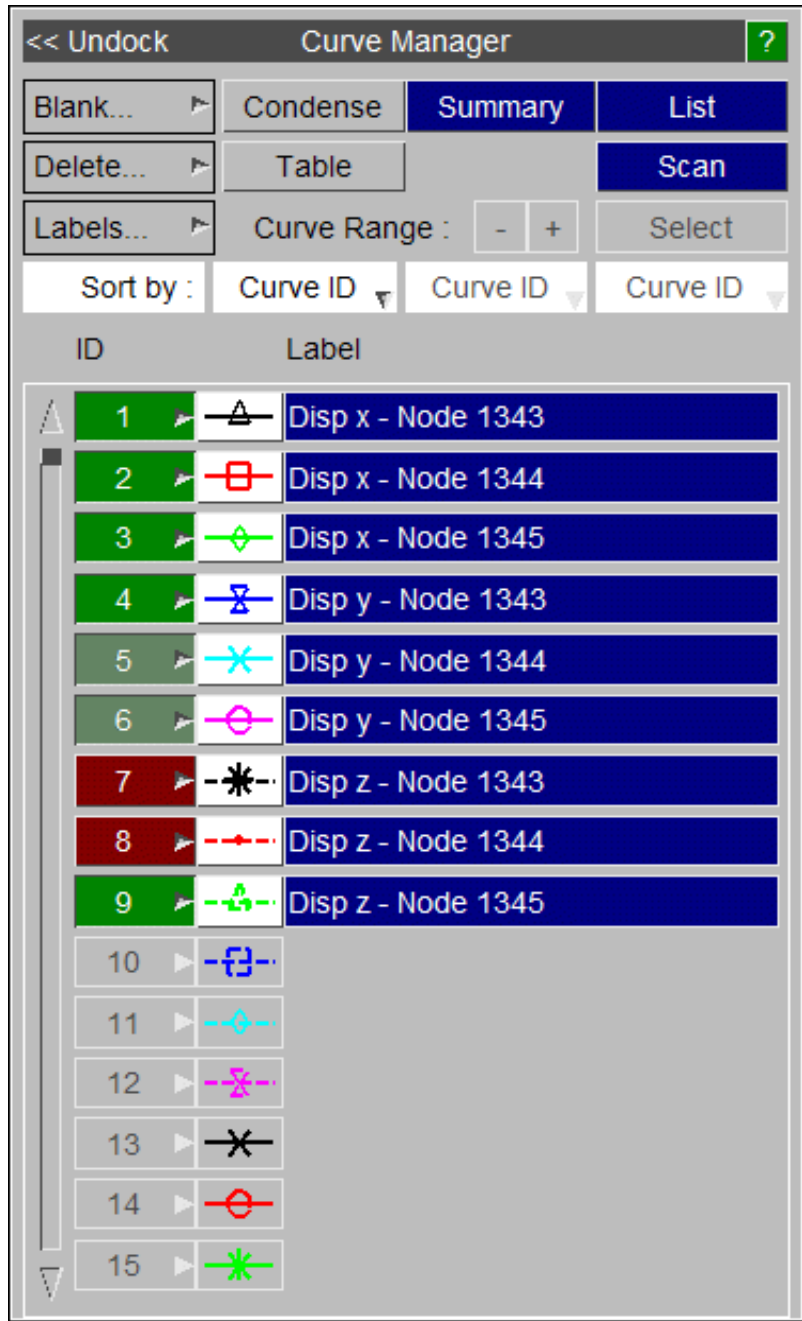 << Undock Curve Manager ?
Blank... Condense Summary List
Delete... Table Scan
Labels... Curve Range : - + Select
Sort by : Curve ID Curve ID Curve ID
ID Label
1 Disp x - Node 1343
2 Disp x - Node 1344
3 Disp x - Node 1345
4 Disp y - Node 1343
5 Disp y - Node 1344
6 Disp y - Node 1345
7 Disp z - Node 1343
8 Disp z - Node 1344
9 Disp z - Node 1345
10
11
12
13
14
15